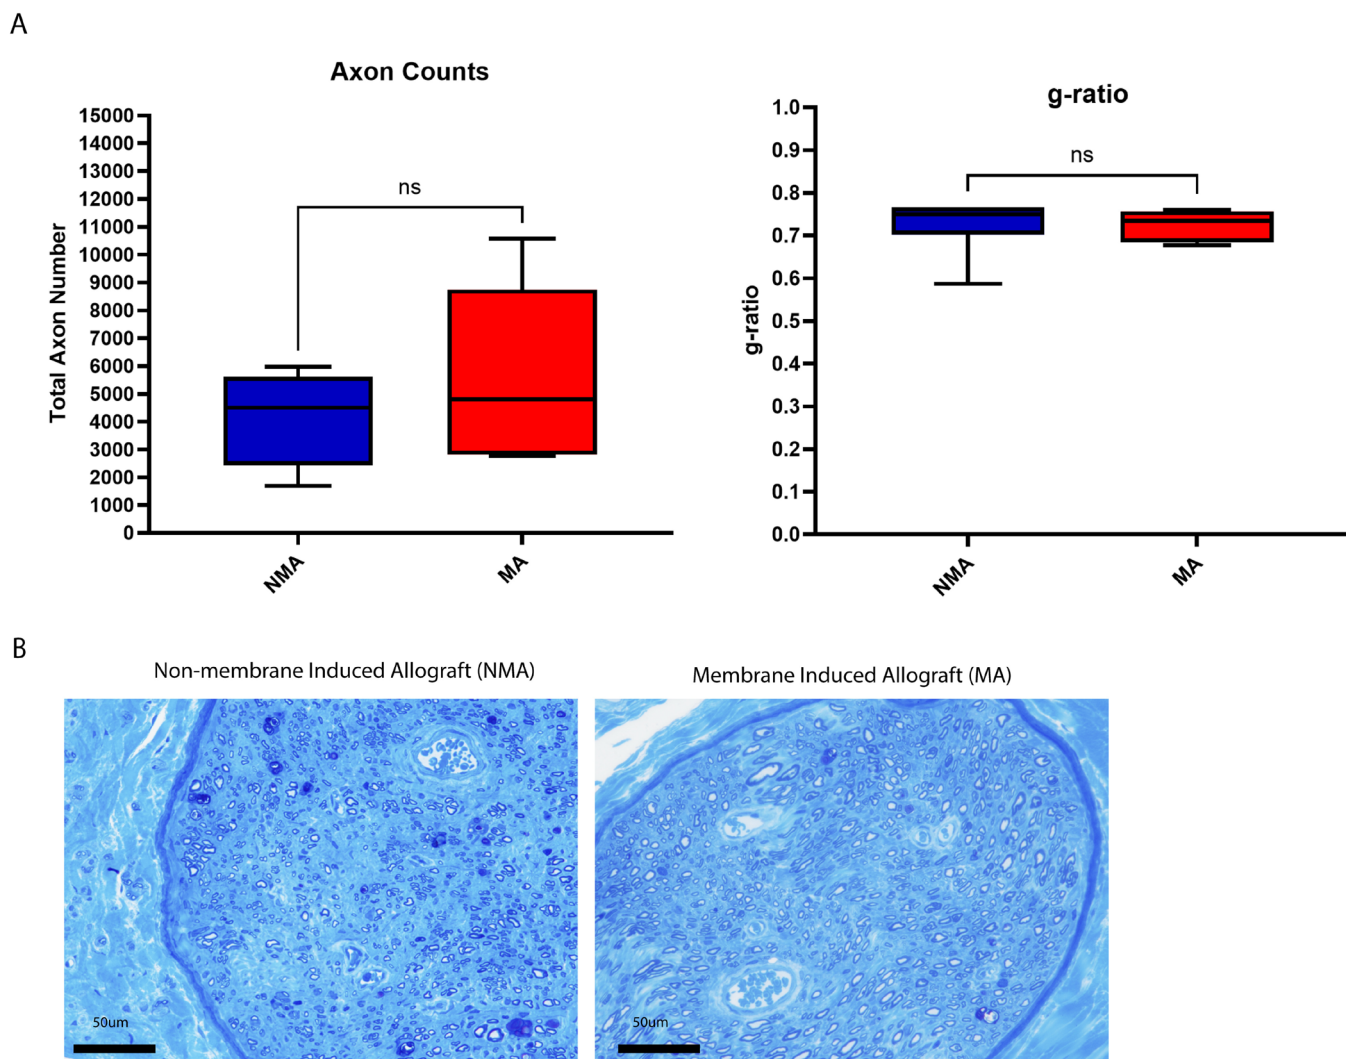 A
Axon Counts
Total Axon Number
15000
14000
13000
12000
11000
10000
9000
8000
7000
6000
5000
4000
3000
2000
1000
0
ns
NMA
MA
g-ratio
g-ratio
1.0
0.9
0.8
0.7
0.6
0.5
0.4
0.3
0.2
0.1
0.0
ns
NMA
MA
B
Non-membrane Induced Allograft (NMA)
Membrane Induced Allograft (MA)
50um
50um